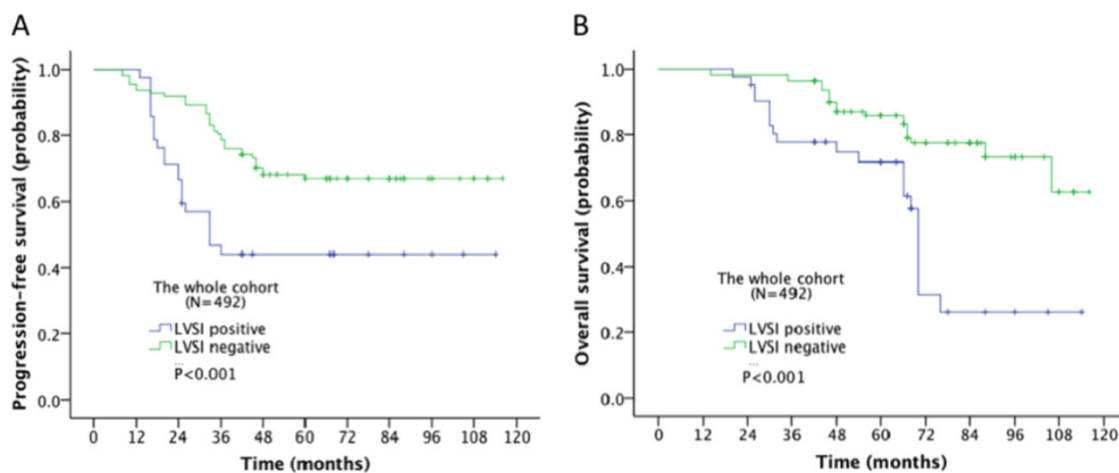 A
Progression-free survival (probability)
1.0
0.8
0.6
0.4
0.2
0.0
The whole cohort
(N=492)
LVSI positive
LVSI negative
P<0.001
0 12 24 36 48 60 72 84 96 108 120
Time (months)
B
Overall survival (probability)
1.0
0.8
0.6
0.4
0.2
0.0
The whole cohort
(N=492)
LVSI positive
LVSI negative
P<0.001
0 12 24 36 48 60 72 84 96 108 120
Time (months)